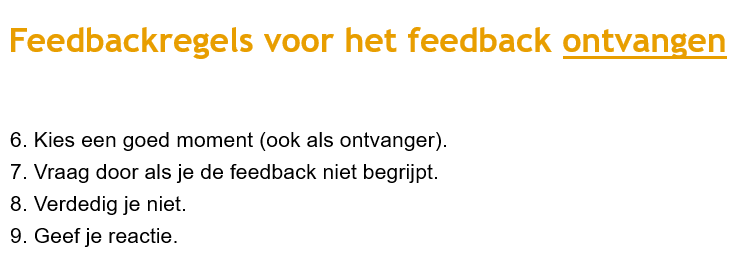 Feedbackregels voor het feedback ontvangen
6. Kies een goed moment (ook als ontvanger).
7. Vraag door als je de feedback niet begrijpt.
8. Verdedig je niet.
9. Geef je reactie.